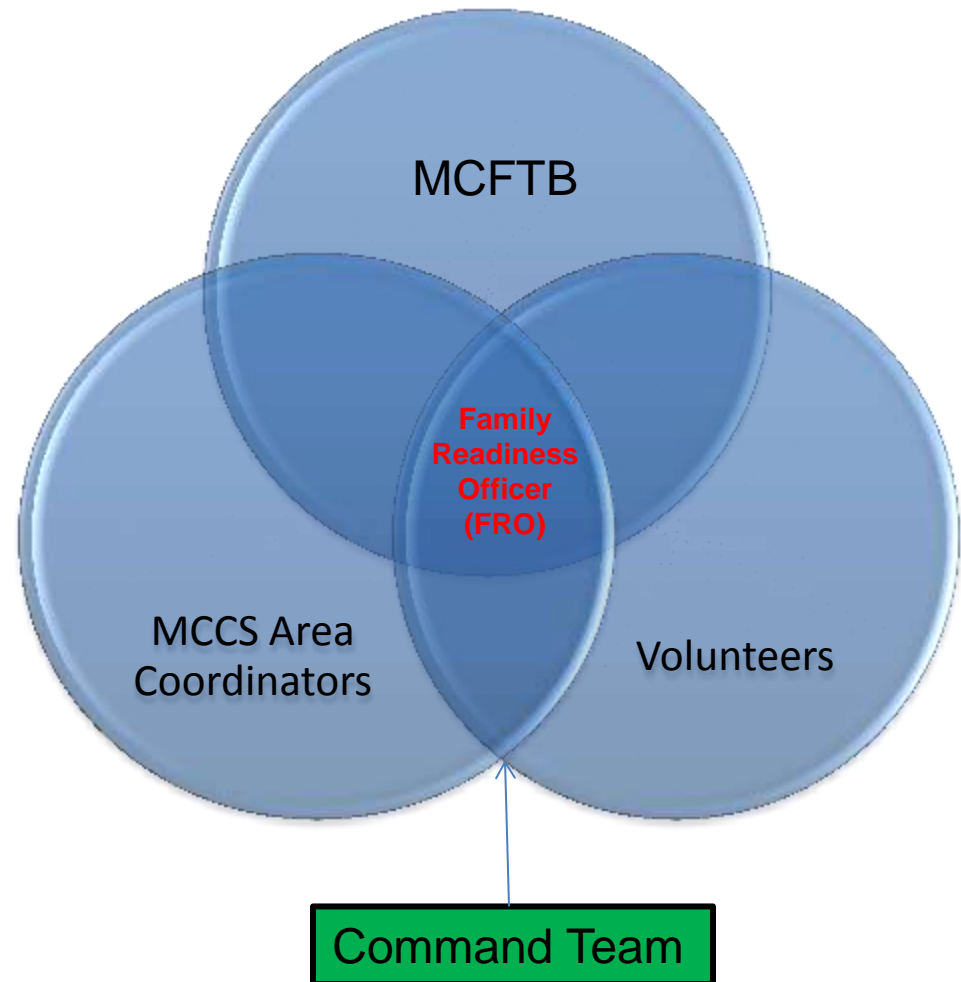 MCFTB
Family
Readiness
Officer
(FRO)
MCCS Area
Coordinators
Volunteers
Command Team